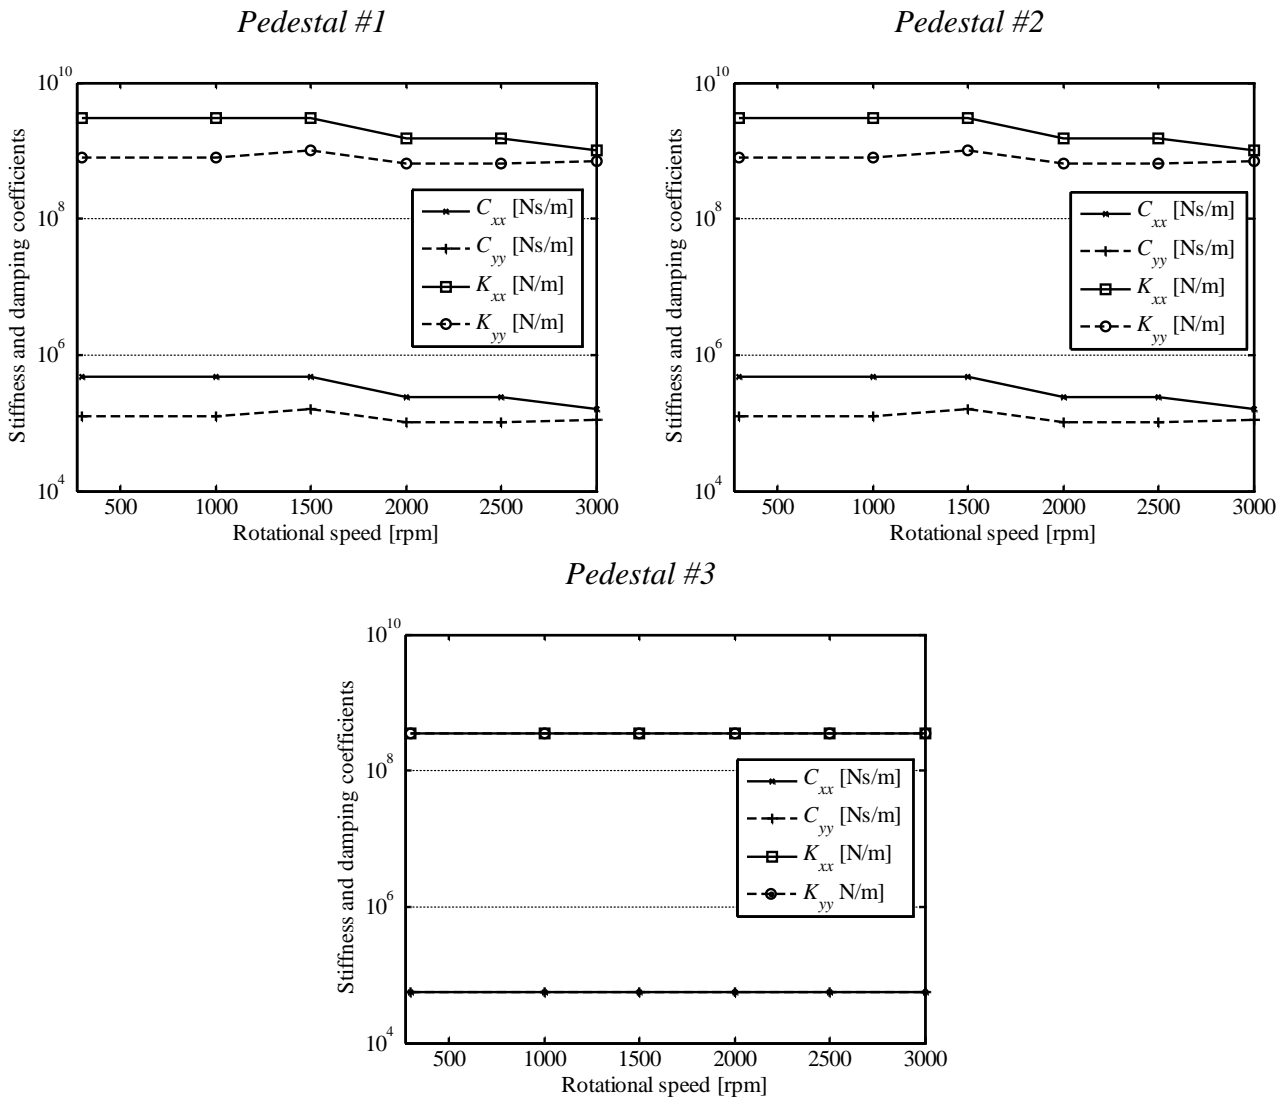 Pedestal #1
Pedestal #2
10^10
10^8
10^6
10^4
Stiffness and damping coefficients
C_xx [Ns/m]
C_yy [Ns/m]
K_xx [N/m]
K_yy [N/m]
500 1000 1500 2000 2500 3000
Rotational speed [rpm]
10^10
10^8
10^6
10^4
Stiffness and damping coefficients
C_xx [Ns/m]
C_yy [Ns/m]
K_xx [N/m]
K_yy [N/m]
500 1000 1500 2000 2500 3000
Rotational speed [rpm]
Pedestal #3
10^10
10^8
10^6
10^4
Stiffness and damping coefficients
C_xx [Ns/m]
C_yy [Ns/m]
K_xx [N/m]
K_yy N/m]
500 1000 1500 2000 2500 3000
Rotational speed [rpm]